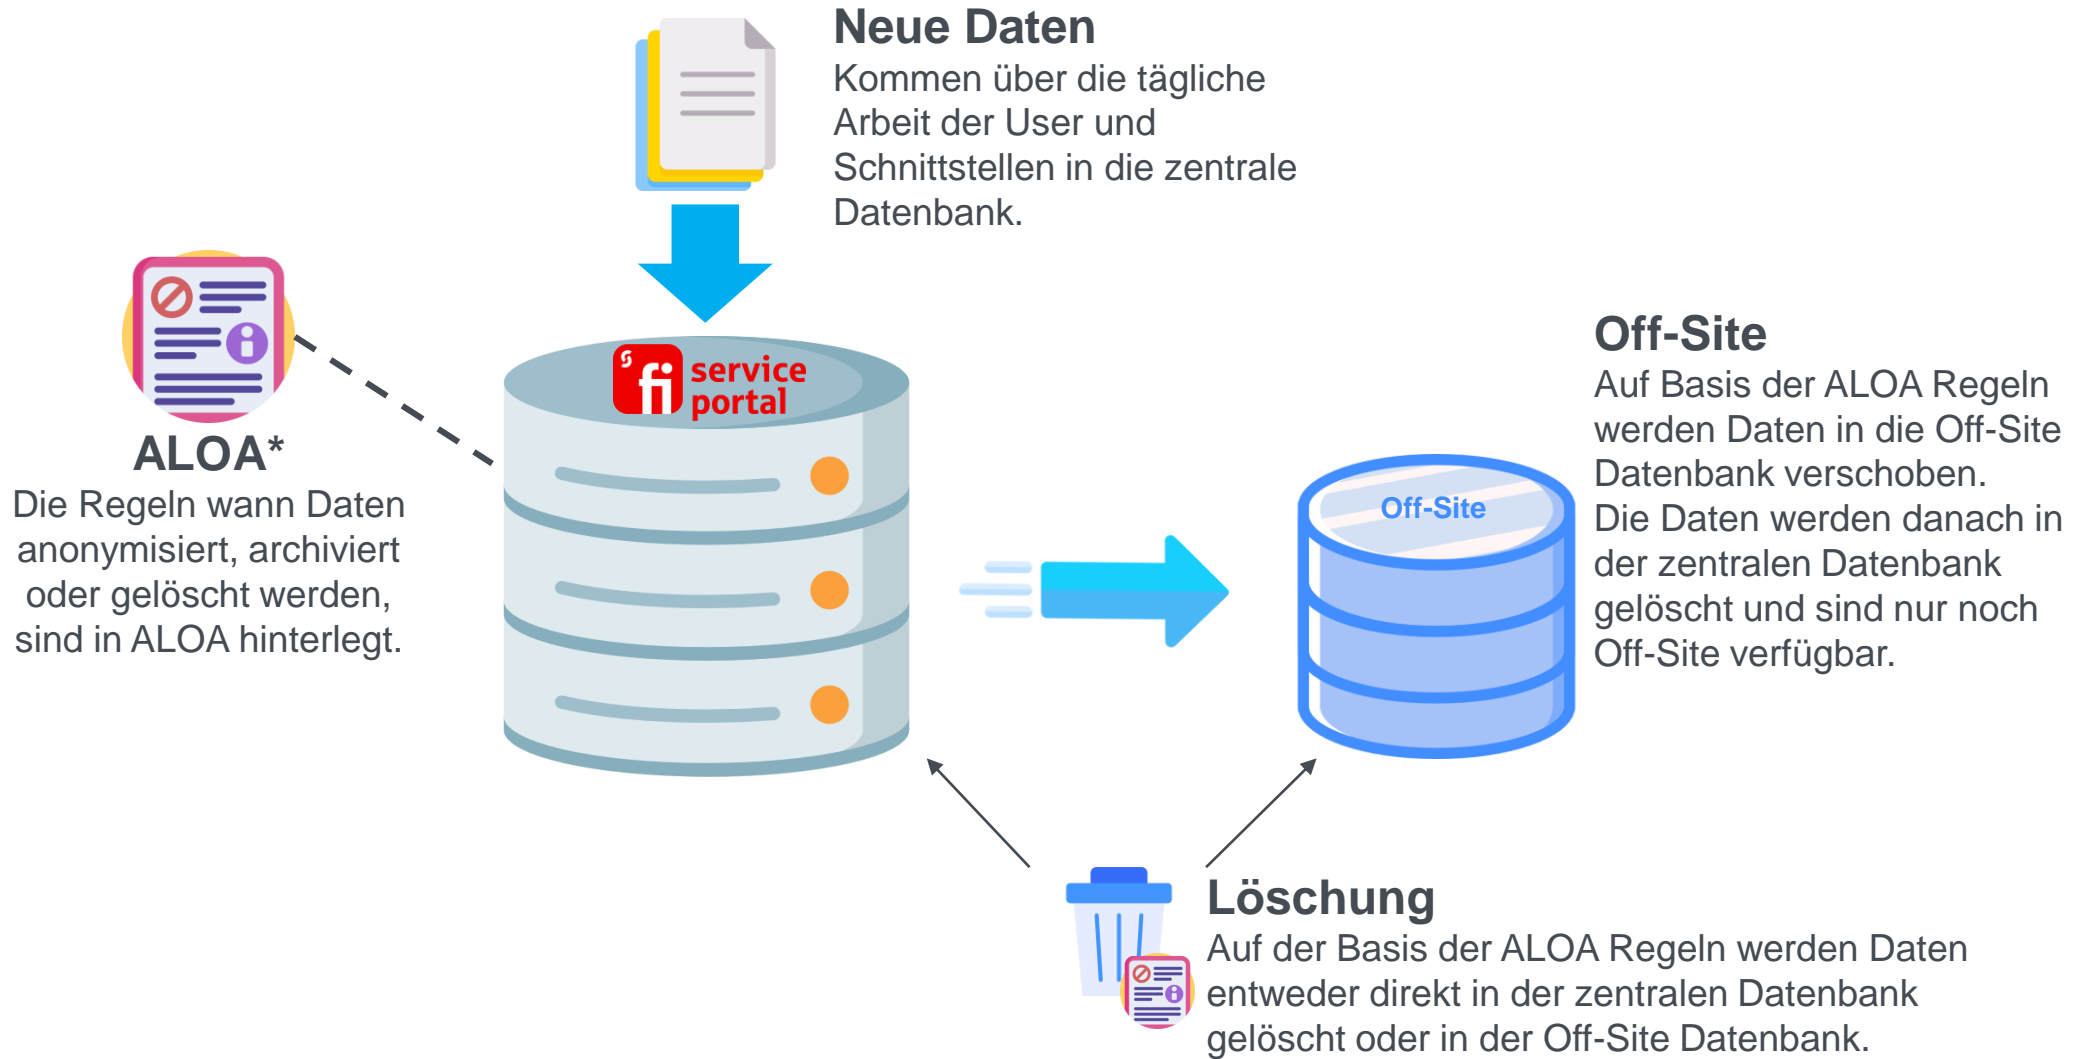 Neue Daten
Kommen über die tägliche
Arbeit der User und
Schnittstellen in die zentrale
Datenbank.
ALOA*
Die Regeln wann Daten
anonymisiert, archiviert
oder gelöscht werden,
sind in ALOA hinterlegt.
fi service
portal
Off-Site
Off-Site
Auf Basis der ALOA Regeln
werden Daten in die Off-Site
Datenbank verschoben.
Die Daten werden danach in
der zentralen Datenbank
gelöscht und sind nur noch
Off-Site verfügbar.
Löschung
Auf der Basis der ALOA Regeln werden Daten
entweder direkt in der zentralen Datenbank
gelöscht oder in der Off-Site Datenbank.